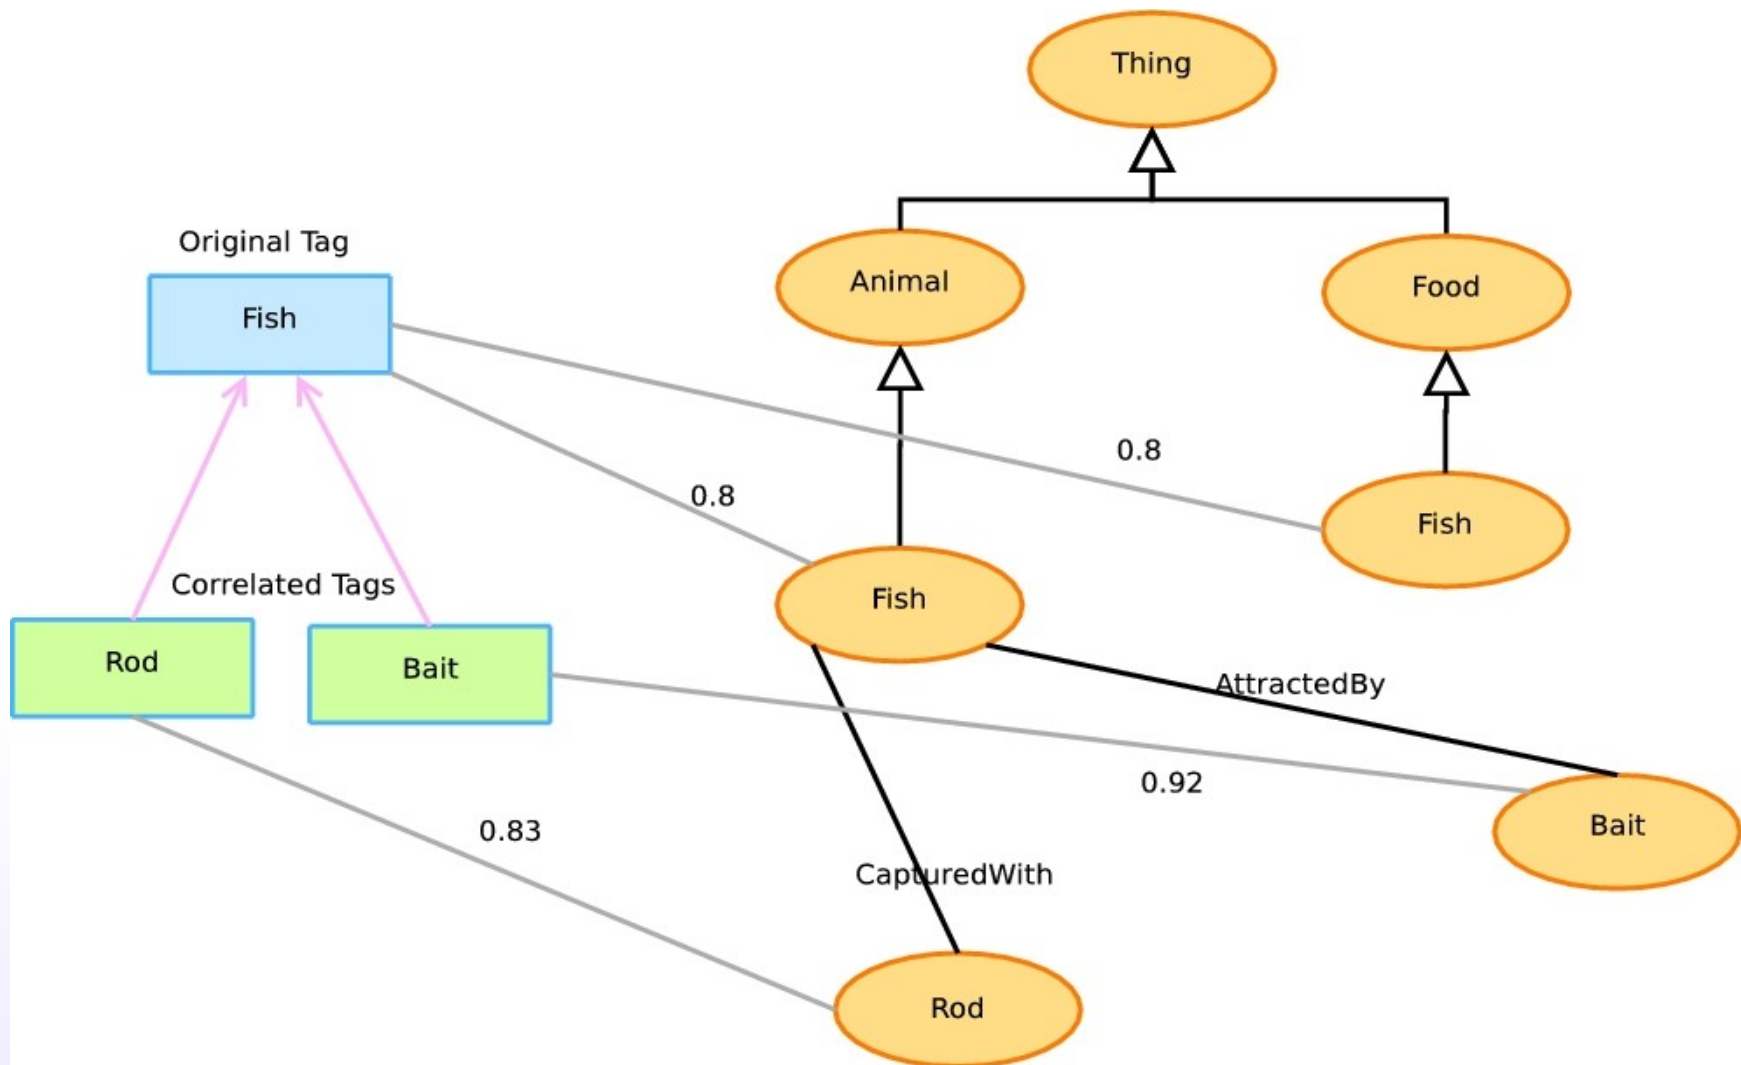 Thing
Original Tag
Animal
Food
Fish
0.8
0.8
Fish
Correlated Tags
Fish
Rod
Bait
AttractedBy
0.92
0.83
Bait
CapturedWith
Rod